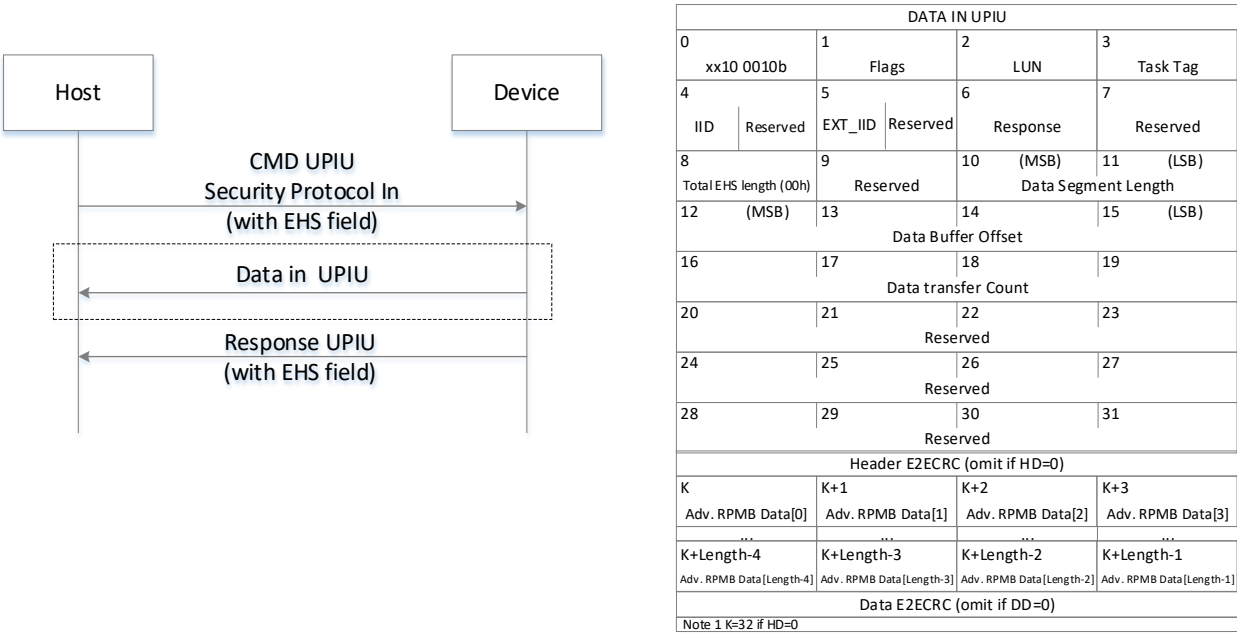 Host
Device
CMD UPIU
Security Protocol In
(with EHS field)
Data in UPIU
Response UPIU
(with EHS field)
DATA IN UPIU
0 1 2 3
xx10 0010b Flags LUN Task Tag
4 5 6 7
IID Reserved EXT_IID Reserved Response Reserved
8 9 10 (MSB) 11 (LSB)
Total EHS length (00h) Reserved Data Segment Length
12 (MSB) 13 14 15 (LSB)
Data Buffer Offset
16 17 18 19
Data transfer Count
20 21 22 23
Reserved
24 25 26 27
Reserved
28 29 30 31
Reserved
Header E2ECRC (omit if HD=0)
K K+1 K+2 K+3
Adv. RPMB Data[0] Adv. RPMB Data[1] Adv. RPMB Data[2] Adv. RPMB Data[3]
... ... ... ...
K+Length-4 K+Length-3 K+Length-2 K+Length-1
Adv. RPMB Data[Length-4] Adv. RPMB Data[Length-3] Adv. RPMB Data[Length-2] Adv. RPMB Data[Length-1]
Data E2ECRC (omit if DD=0)
Note 1 K=32 if HD=0